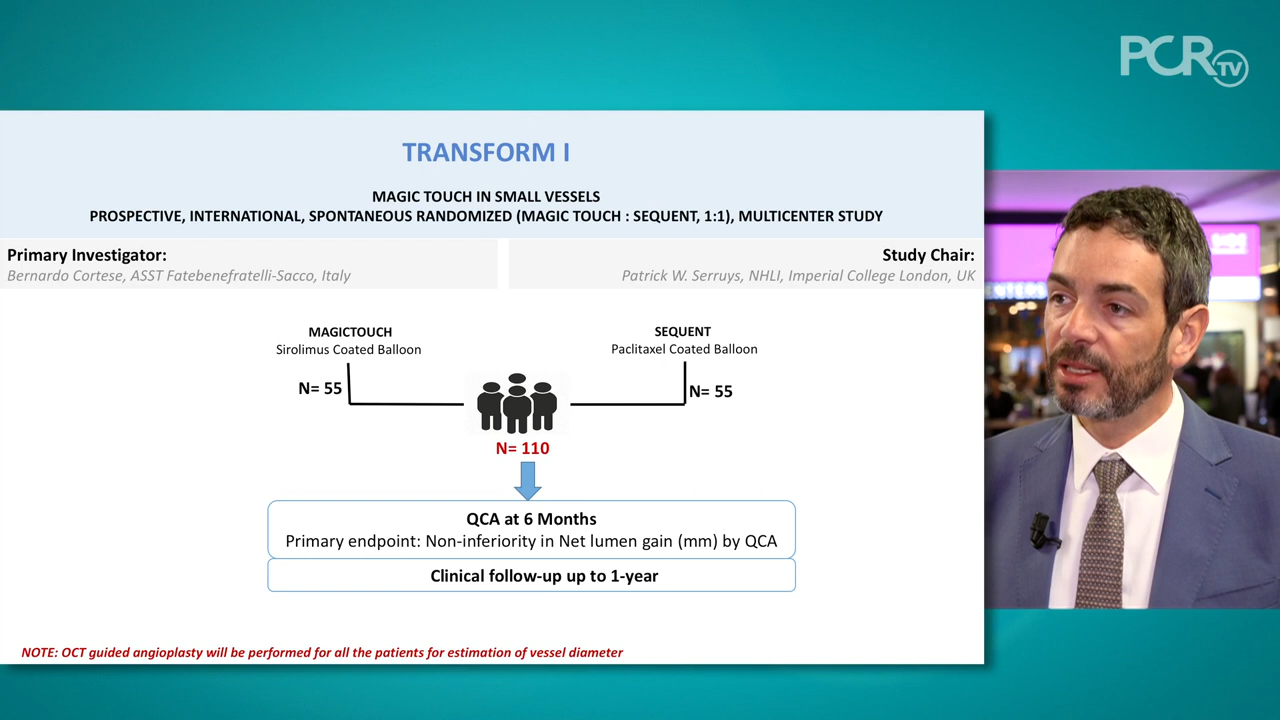 PCR TV
TRANSFORM I
MAGIC TOUCH IN SMALL VESSELS
PROSPECTIVE, INTERNATIONAL, SPONTANEOUS RANDOMIZED (MAGIC TOUCH : SEQUENT, 1:1), MULTICENTER STUDY
Primary Investigator:
Bernardo Cortese, ASST Fatebenefratelli-Sacco, Italy
Study Chair:
Patrick W. Serruys, NHLI, Imperial College London, UK
MAGICTOUCH
Sirolimus Coated Balloon
SEQUENT
Paclitaxel Coated Balloon
N= 55
N= 55
N= 110
QCA at 6 Months
Primary endpoint: Non-inferiority in Net lumen gain (mm) by QCA
Clinical follow-up up to 1-year
NOTE: OCT guided angioplasty will be performed for all the patients for estimation of vessel diameter